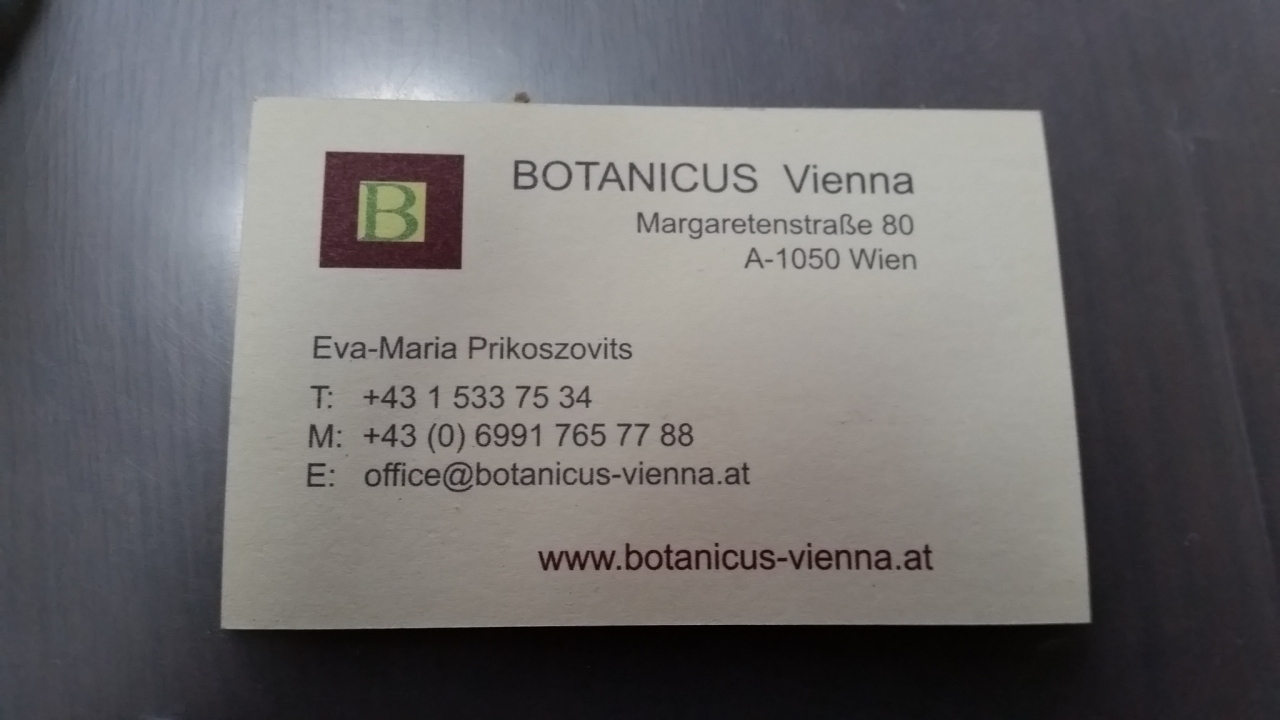 B
BOTANICUS Vienna
Margaretenstraße 80
A-1050 Wien
Eva-Maria Prikoszovits
T: +43 1 533 75 34
M: +43 (0) 6991 765 77 88
E: office@botanicus-vienna.at
www.botanicus-vienna.at